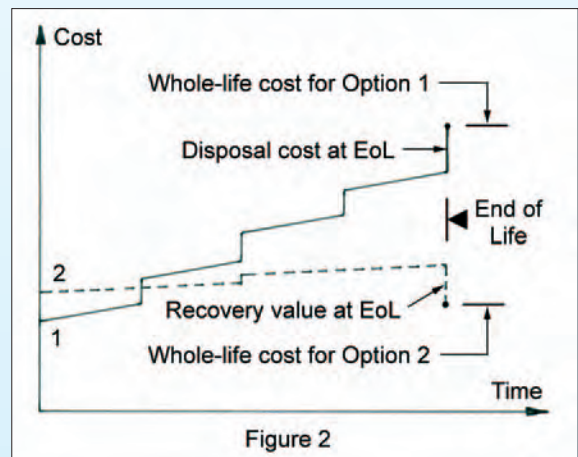 Cost
Whole-life cost for Option 1
Disposal cost at EoL
End of
Life
2
1
Recovery value at EoL
Whole-life cost for Option 2
Time
Figure 2